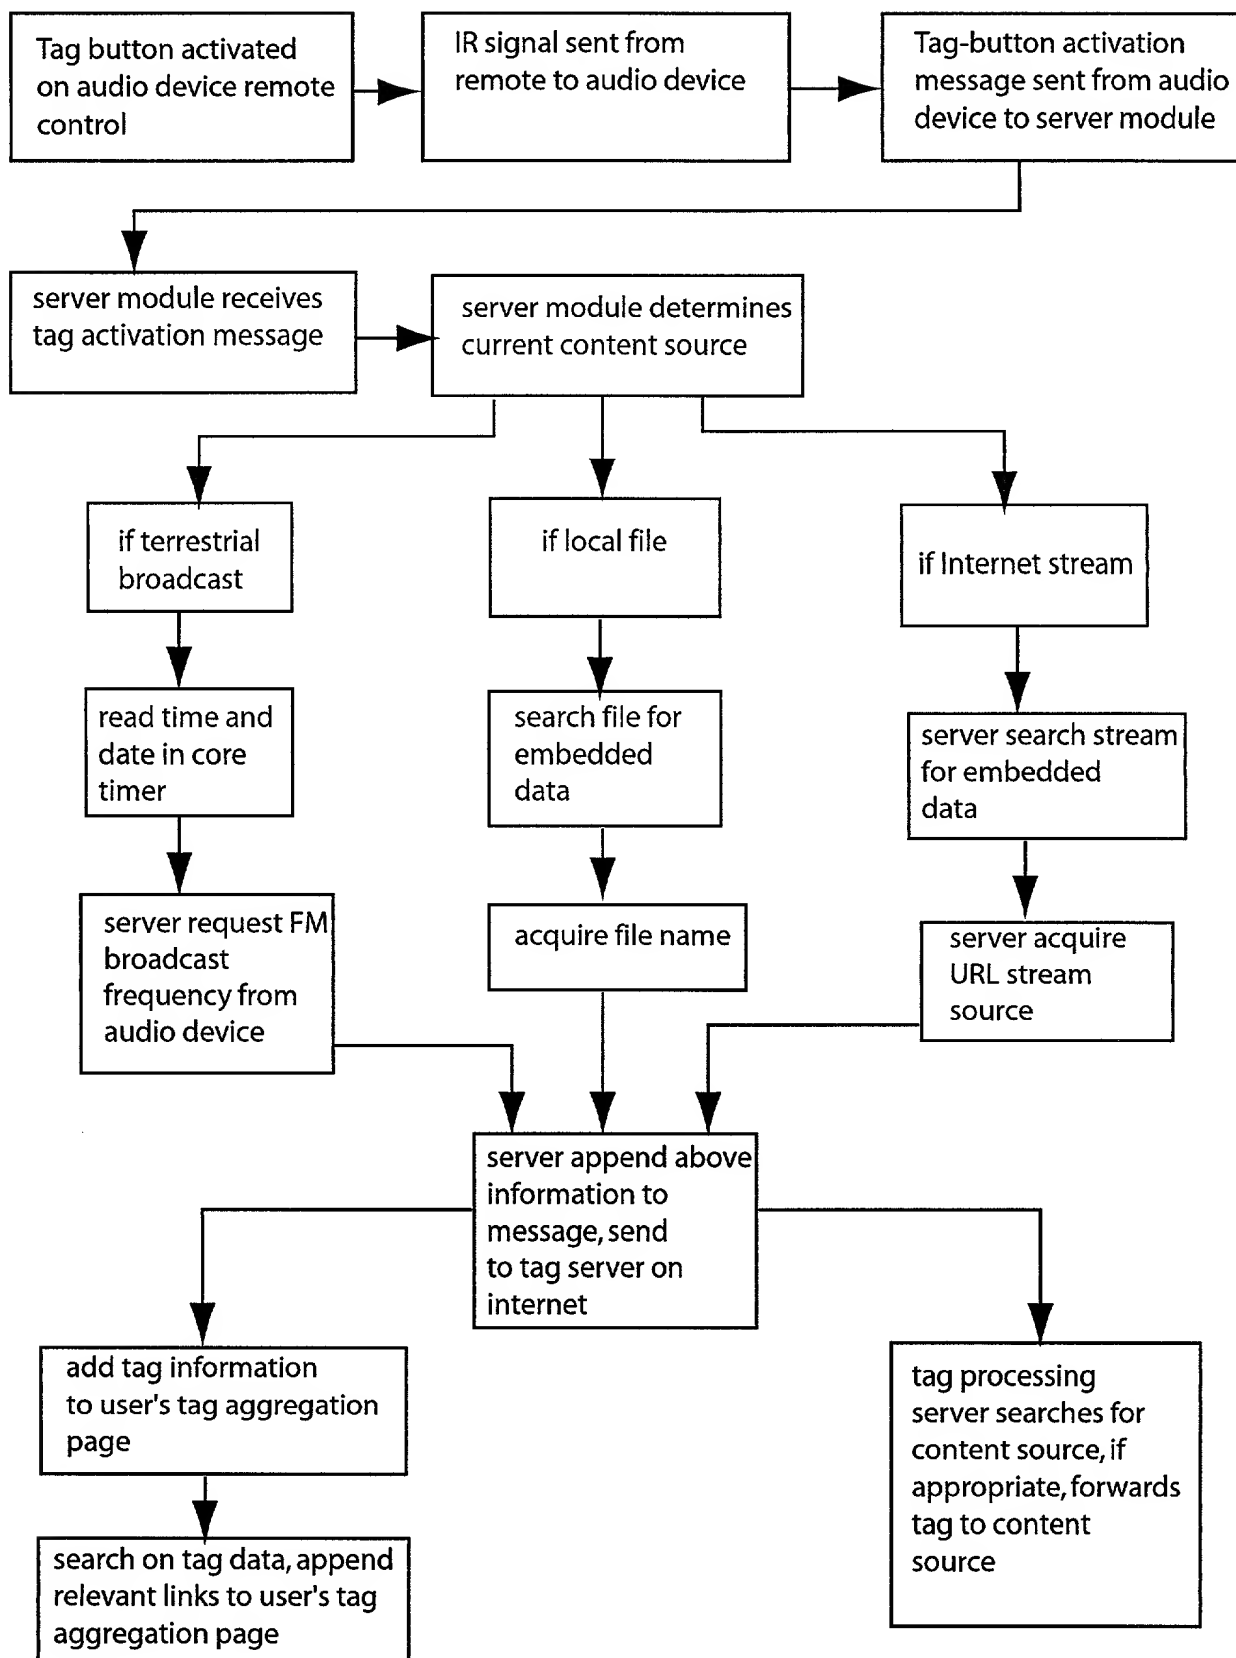 Tag button activated
on audio device remote
control
IR signal sent from
remote to audio device
Tag-button activation
message sent from audio
device to server module
server module receives
tag activation message
server module determines
current content source
if terrestrial
broadcast
if local file
if Internet stream
read time and
date in core
timer
search file for
embedded
data
server search stream
for embedded
data
server request FM
broadcast
frequency from
audio device
acquire file name
server acquire
URL stream
source
server append above
information to
message, send
to tag server on
internet
add tag information
to user's tag aggregation
page
tag processing
server searches for
content source, if
appropriate, forwards
tag to content
source
search on tag data, append
relevant links to user's tag
aggregation page